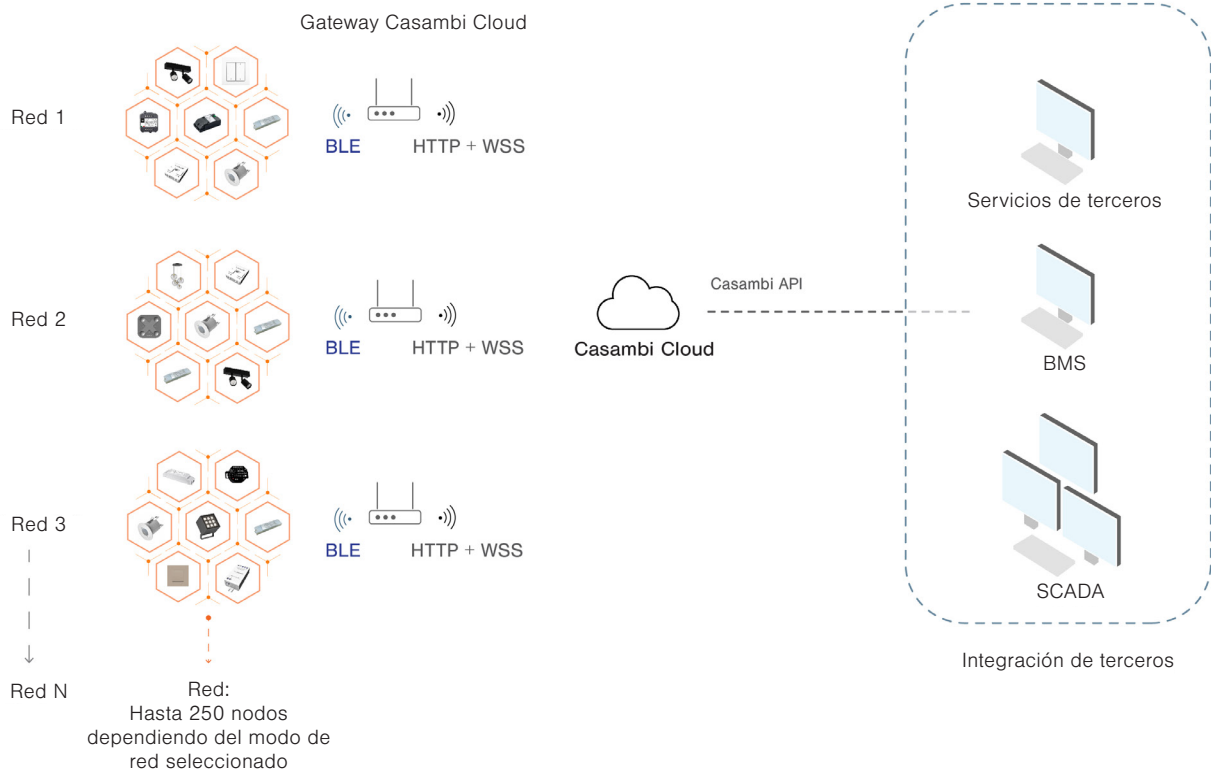 Gateway Casambi Cloud
Red 1
BLE
HTTP + WSS
Servicios de terceros
Red 2
BLE
HTTP + WSS
Casambi Cloud
Casambi API
BMS
Red 3
BLE
HTTP + WSS
SCADA
Integración de terceros
Red N
Red:
Hasta 250 nodos
dependiendo del modo de
red seleccionado